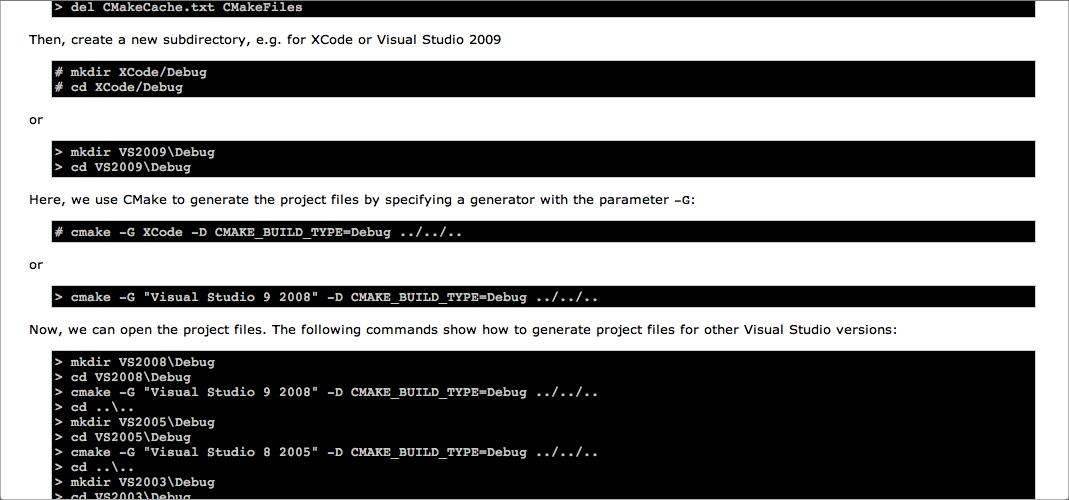 > del CMakeCache.txt CMakeFiles
Then, create a new subdirectory, e.g. for XCode or Visual Studio 2009
# mkdir XCode/Debug
# cd XCode/Debug
or
> mkdir VS2009\Debug
> cd VS2009\Debug
Here, we use CMake to generate the project files by specifying a generator with the parameter -G:
# cmake -G XCode -D CMAKE_BUILD_TYPE=Debug ../../..
or
> cmake -G "Visual Studio 9 2008" -D CMAKE_BUILD_TYPE=Debug ../../..
Now, we can open the project files. The following commands show how to generate project files for other Visual Studio versions:
> mkdir VS2008\Debug
> cd VS2008\Debug
> cmake -G "Visual Studio 9 2008" -D CMAKE_BUILD_TYPE=Debug ../../..
> cd ..\..
> mkdir VS2005\Debug
> cd VS2005\Debug
> cmake -G "Visual Studio 8 2005" -D CMAKE_BUILD_TYPE=Debug ../../..
> cd ..\..
> mkdir VS2003\Debug
> cd VS2003\Debug